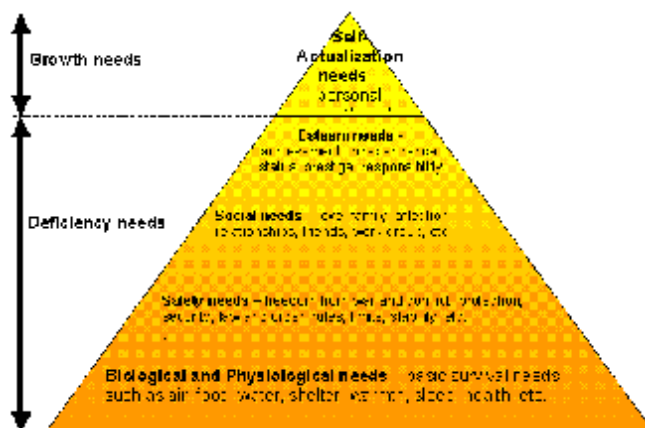 Self-
Actualization
needs
personal
Growth needs
Esteem needs -
achievement,
status, prestige, responsibility
Deficiency needs
Social needs – love, family, affection,
relationships, friends, work group, etc
Safety needs – freedom from war and conflict, protection,
security, law and order, rules, limits, stability, etc.
Biological and Physiological needs – basic survival needs
such as air, food, water, shelter, warmth, sleep, health, etc.